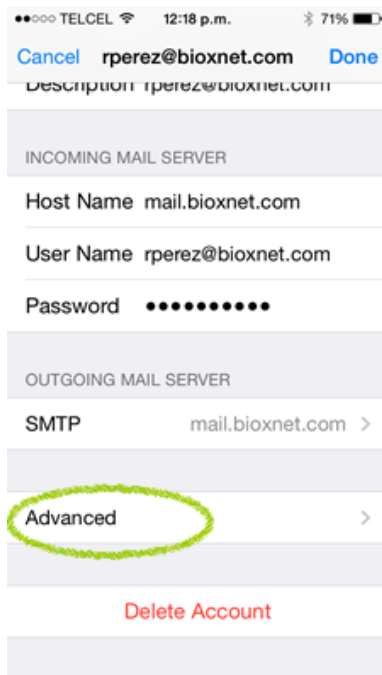 TELCEL 12:18 p.m. 71%
Cancel rperez@bioxnet.com Done
Description rperez@bioxnet.com
INCOMING MAIL SERVER
Host Name mail.bioxnet.com
User Name rperez@bioxnet.com
Password ••••••••••
OUTGOING MAIL SERVER
SMTP mail.bioxnet.com >
Advanced >
Delete Account